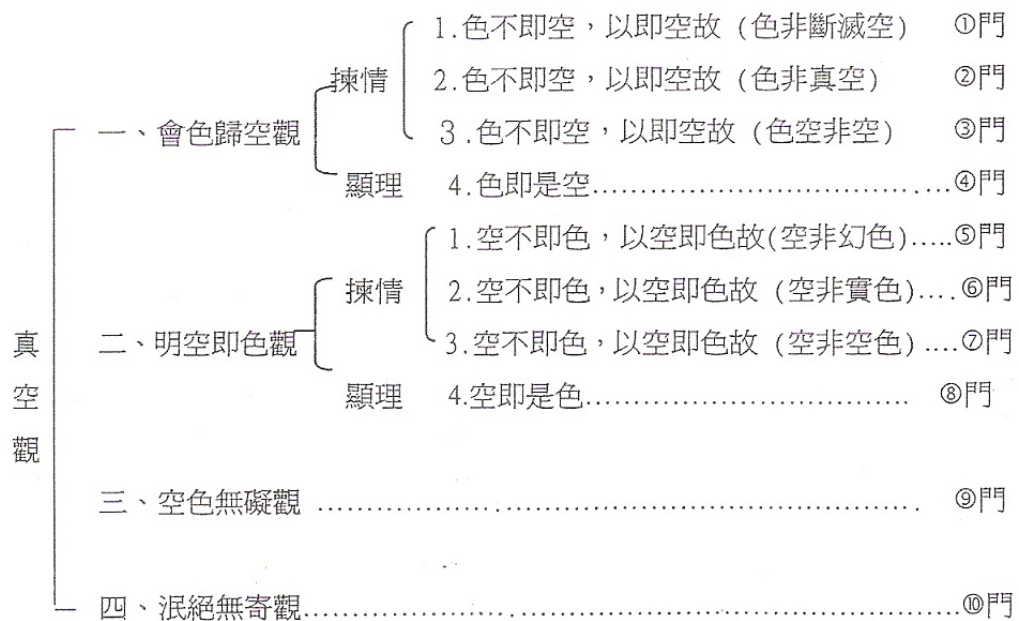 1.色不即空，以即空故 (色非斷滅空) ①門
揀情 2.色不即空，以即空故 (色非真空) ②門
一、會色歸空觀 3.色不即空，以即空故 (色空非空) ③門
顯理 4.色即是空.......................................④門
1.空不即色，以空即色故(空非幻色).....⑤門
揀情 2.空不即色，以空即色故 (空非實色)....⑥門
真空觀 二、明空即色觀 3.空不即色，以空即色故 (空非空色)....⑦門
顯理 4.空即是色................................... ⑧門
三、空色無礙觀 ................................................................ ⑨門
四、泯絕無寄觀......................................................................⑩門